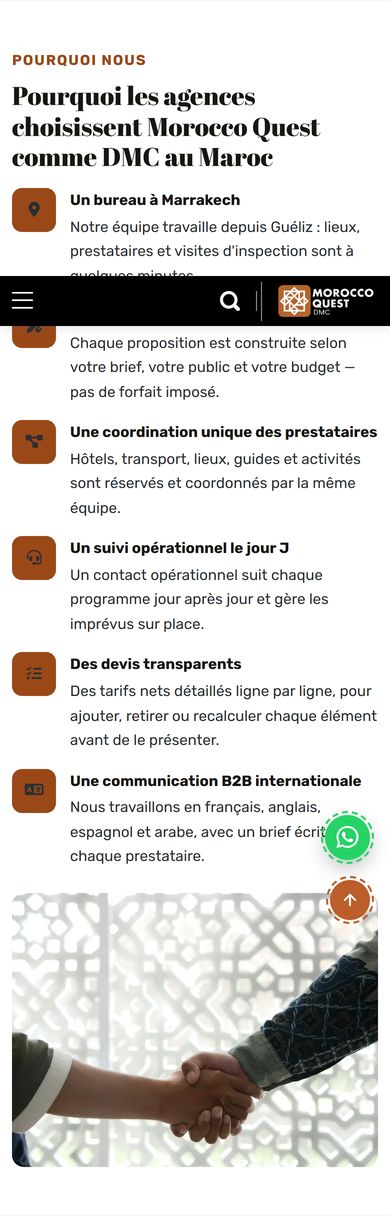 POURQUOI NOUS
Pourquoi les agences
choisissent Morocco Quest
comme DMC au Maroc
Un bureau à Marrakech
Notre équipe travaille depuis Guéliz : lieux,
prestataires et visites d'inspection sont à
quelques minutes.
MOROCCO
QUEST
DMC
Chaque proposition est construite selon
votre brief, votre public et votre budget —
pas de forfait imposé.
Une coordination unique des prestataires
Hôtels, transport, lieux, guides et activités
sont réservés et coordonnés par la même
équipe.
Un suivi opérationnel le jour J
Un contact opérationnel suit chaque
programme jour après jour et gère les
imprévus sur place.
Des devis transparents
Des tarifs nets détaillés ligne par ligne, pour
ajouter, retirer ou recalculer chaque élément
avant de le présenter.
Une communication B2B internationale
Nous travaillons en français, anglais,
espagnol et arabe, avec un brief écrit
chaque prestataire.